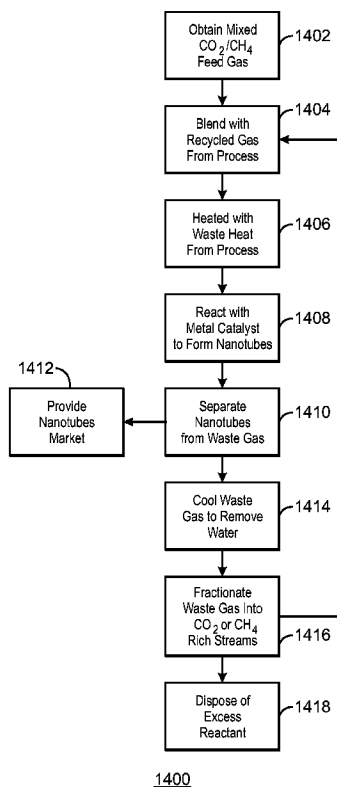 Obtain Mixed
CO2/CH4
Feed Gas
1402
Blend with
Recycled Gas
From Process
1404
Heated with
Waste Heat
From Process
1406
React with
Metal Catalyst
to Form Nanotubes
1408
1412
Provide
Nanotubes
Market
Separate
Nanotubes
from Waste Gas
1410
Cool Waste
Gas to Remove
Water
1414
Fractionate
Waste Gas Into
CO2 or CH4
Rich Streams
1416
Dispose of
Excess
Reactant
1418
1400